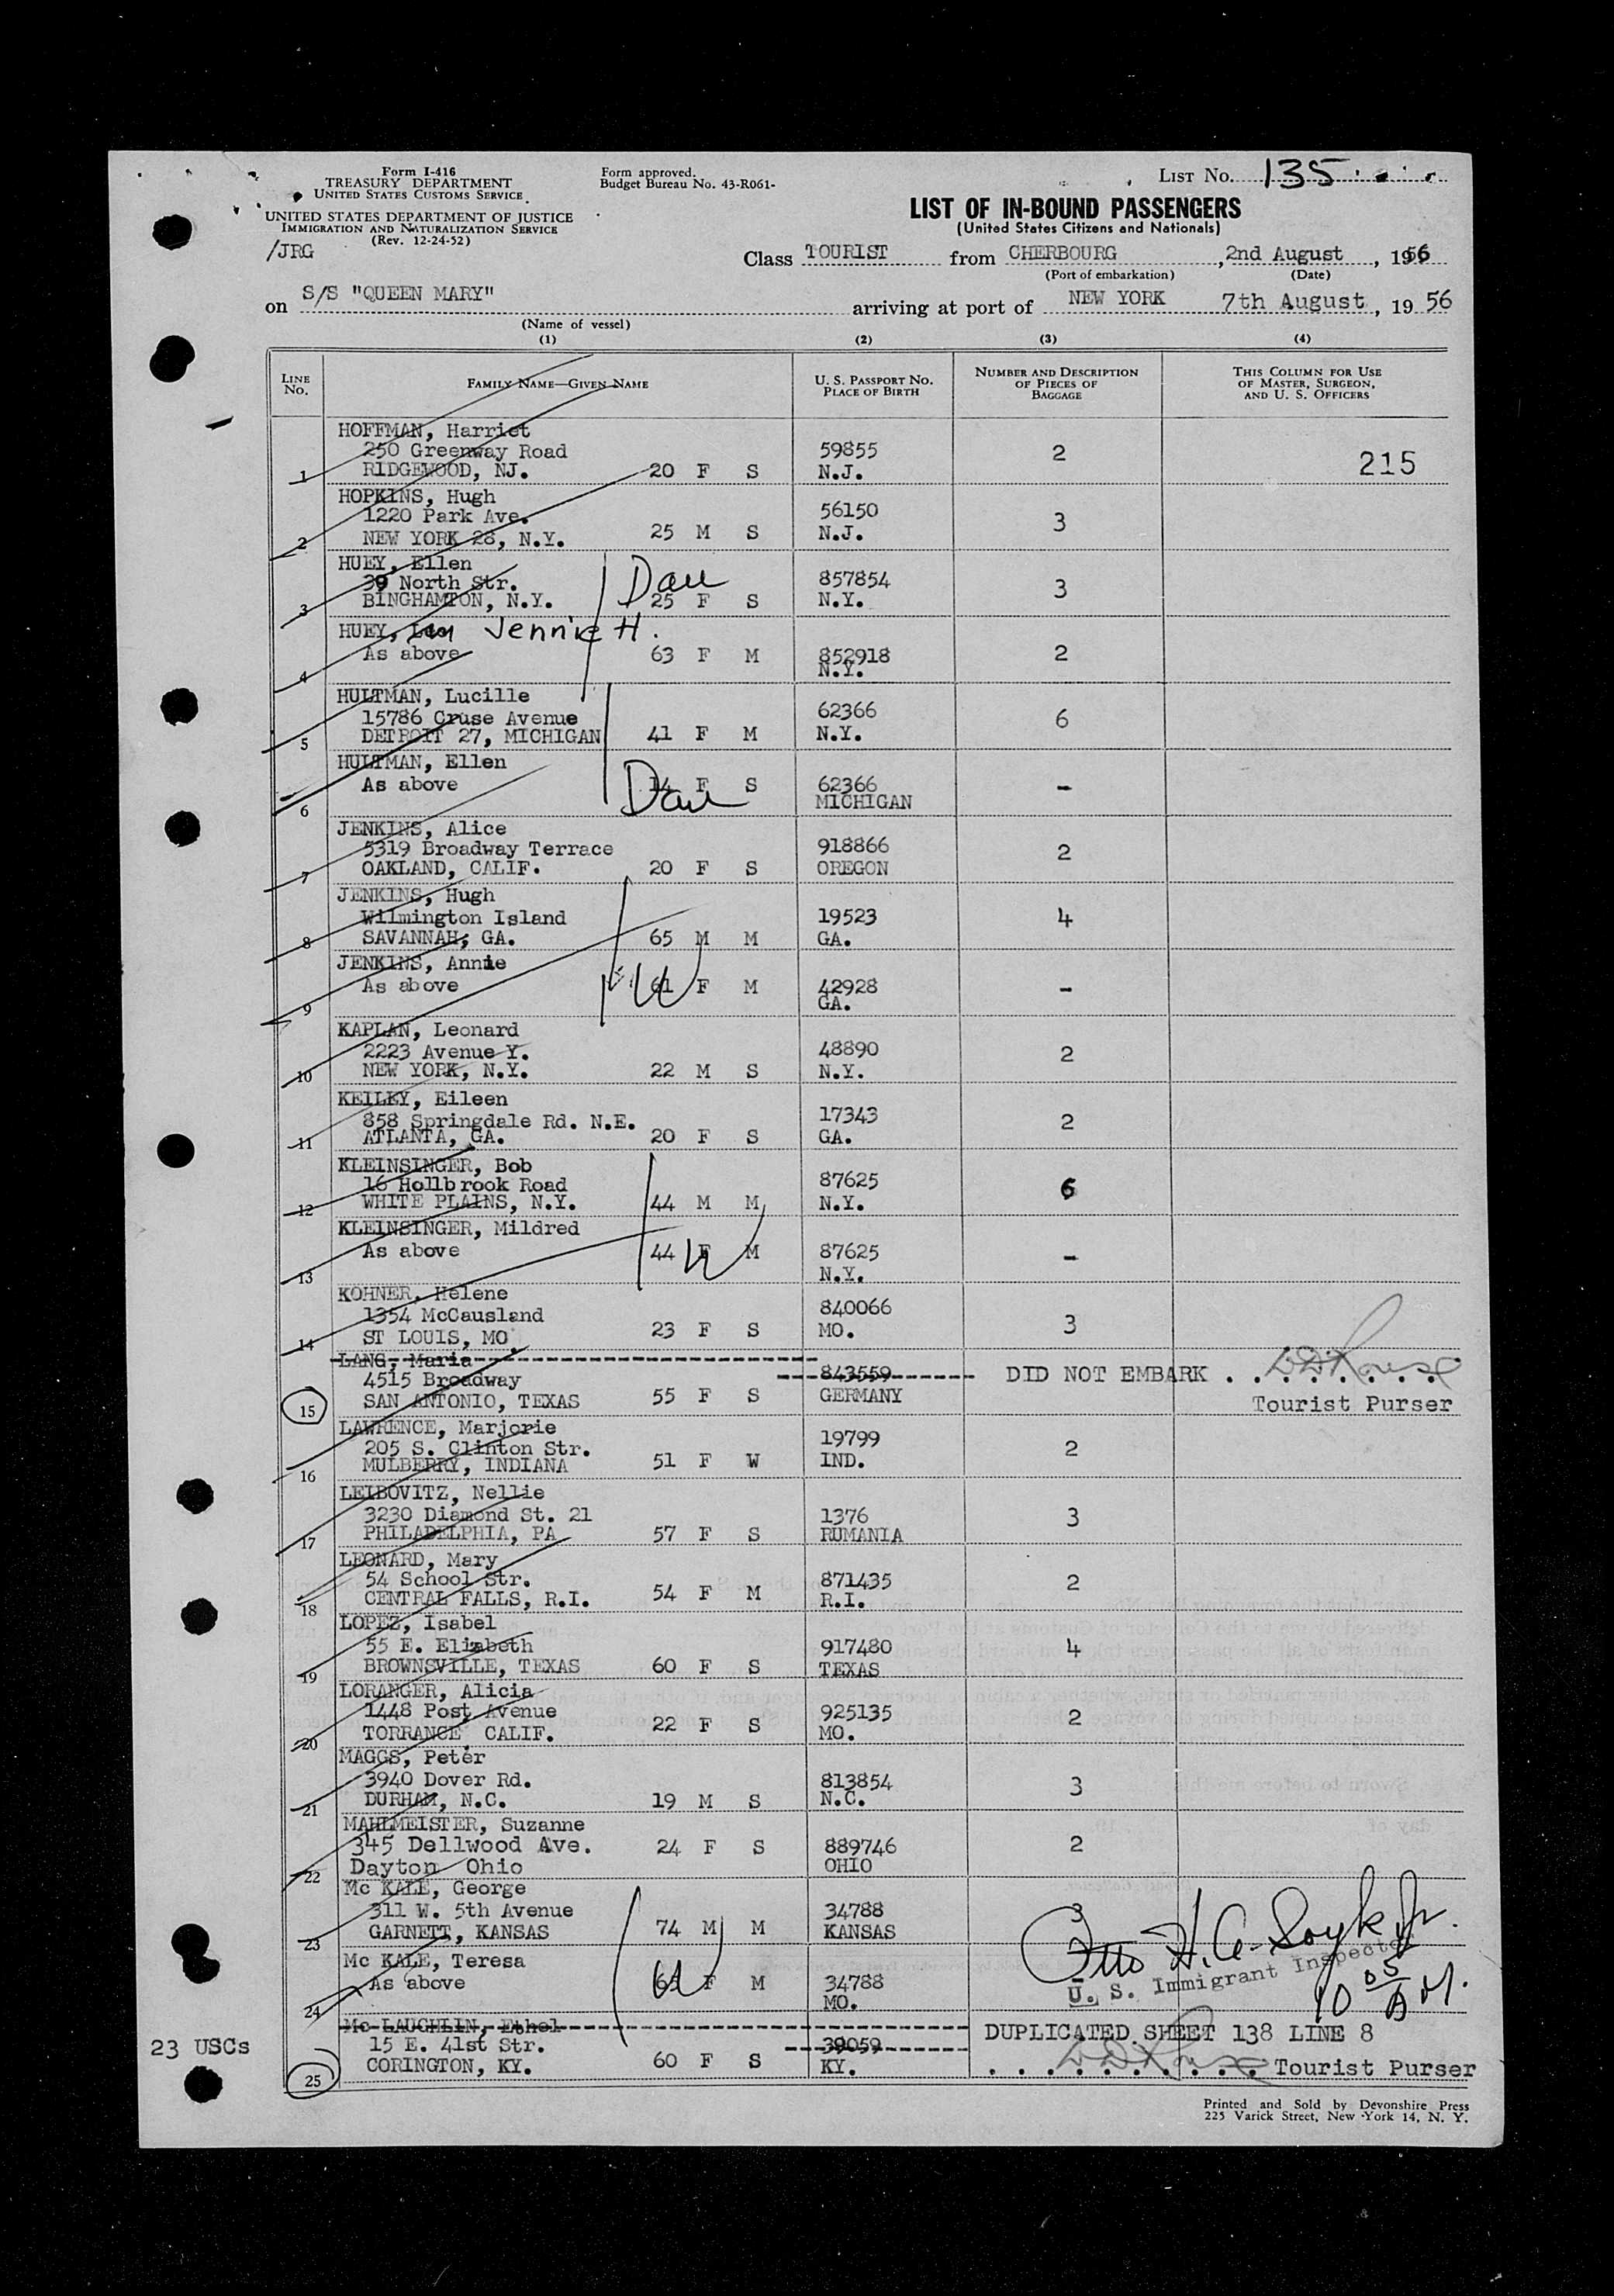 Form I-416
TREASURY DEPARTMENT
UNITED STATES CUSTOMS SERVICE
UNITED STATES DEPARTMENT OF JUSTICE
IMMIGRATION AND NATURALIZATION SERVICE
(Rev. 12-24-52)
/JRG
Form approved.
Budget Bureau No. 43-R061-
LIST NO. 135
LIST OF IN-BOUND PASSENGERS
(United States Citizens and Nationals)
Class TOURIST from CHERBOURG, 2nd August, 1956
(Port of embarkation) (Date)
on S/S "QUEEN MARY" arriving at port of NEW YORK 7th August, 19 56
(Name of vessel)
(1) (2) (3) (4)
LINE NO.
FAMILY NAME—GIVEN NAME
U. S. PASSPORT NO.
PLACE OF BIRTH
NUMBER AND DESCRIPTION
OF PIECES OF
BAGGAGE
THIS COLUMN FOR USE
OF MASTER, SURGEON,
AND U. S. OFFICERS
HOFFMAN, Harriet
250 Greenway Road 59855 2
1 RIDGEWOOD, NJ. 20 F S N.J. 215
HOPKINS, Hugh
1220 Park Ave. 56150 3
2 NEW YORK 28, N.Y. 25 M S N.J.
HUEY, Ellen
39 North Str. Dau 857854 3
3 BINGHAMTON, N.Y. 25 F S N.Y.
HUEY, Jennie H.
4 As above 63 F M 852918 2
N.Y.
HULTMAN, Lucille
15786 Cruse Avenue 62366 6
5 DETROIT 27, MICHIGAN 41 F M N.Y.
HULTMAN, Ellen
6 As above 14 F S 62366 -
Dau MICHIGAN
JENKINS, Alice
5319 Broadway Terrace 918866 2
7 OAKLAND, CALIF. 20 F S OREGON
JENKINS, Hugh
Wilmington Island 19523 4
8 SAVANNAH, GA. 65 M M GA.
JENKINS, Annie
9 As above 61 F M 42928 -
W GA.
KAPLAN, Leonard
2223 Avenue Y. 48890 2
10 NEW YORK, N.Y. 22 M S N.Y.
KEILKY, Eileen
858 Springdale Rd. N.E. 17343 2
11 ATLANTA, GA. 20 F S GA.
KLEINSINGER, Bob
16 Hollbrook Road 87625 6
12 WHITE PLAINS, N.Y. 44 M M N.Y.
KLEINSINGER, Mildred
13 As above 44 F M 87625 -
W N.Y.
KOHNER, Helene
1354 McCausland 840066 3
14 ST LOUIS, MO 23 F S MO.
LANG, Maria
4515 Broadway 843559 DID NOT EMBARK
15 SAN ANTONIO, TEXAS 55 F S GERMANY Tourist Purser
LAWRENCE, Marjorie
205 S. Clinton Str. 19799 2
16 MULBERRY, INDIANA 51 F W IND.
LEIBOVITZ, Nellie
3230 Diamond St. 21 1376 3
17 PHILADELPHIA, PA 57 F S RUMANIA
LEONARD, Mary
54 School Str. 871435 2
18 CENTRAL FALLS, R.I. 54 F M R.I.
LOPEZ, Isabel
55 E. Elizabeth 917480 4
19 BROWNSVILLE, TEXAS 60 F S TEXAS
LORANGER, Alicia
1448 Post Avenue 925135 2
20 TORRANCE, CALIF. 22 F S MO.
MAGGS, Peter
3940 Dover Rd. 813854 3
21 DURHAM, N.C. 19 M S N.C.
MAHLMEISTER, Suzanne
345 Dellwood Ave. 24 F S 889746 2
22 Dayton Ohio OHIO
Mc KALE, George
311 W. 5th Avenue 34788 3
23 GARNETT, KANSAS 74 M M KANSAS
Mc KALE, Teresa
24 As above F M 34788
W MO.
Otto H. A. Soyk Jr.
U. S. Immigrant Inspector
10 05 AM.
Mc LAUGHLIN, Ethel
23 USCs 15 E. 41st Str. 39059 DUPLICATED SHEET 138 LINE 8
25 CORINGTON, KY. 60 F S KY. Tourist Purser
Printed and Sold by Devonshire Press
225 Varick Street, New York 14, N. Y.